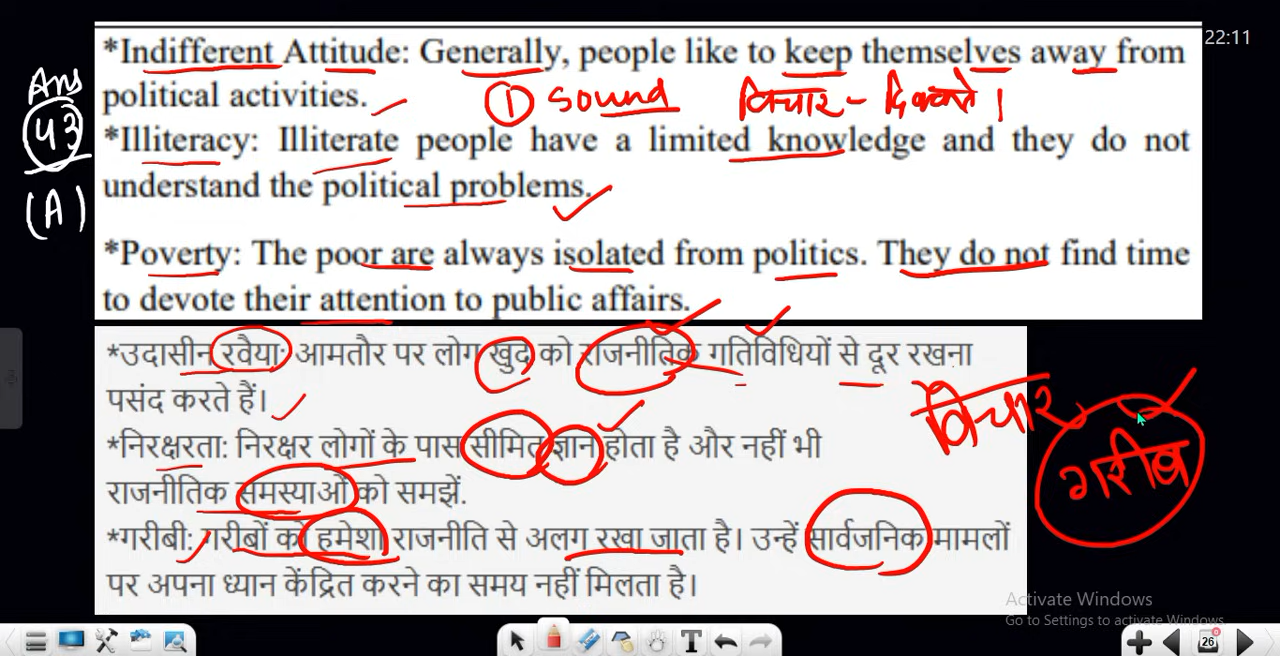 22:11
*Indifferent Attitude: Generally, people like to keep themselves away from
political activities.
① Sound विचार - दिक्कते।
Ans
43
(A)
*Illiteracy: Illiterate people have a limited knowledge and they do not
understand the political problems.
*Poverty: The poor are always isolated from politics. They do not find time
to devote their attention to public affairs.
*उदासीन रवैया: आमतौर पर लोग खुद को राजनीतिक गतिविधियों से दूर रखना
पसंद करते हैं।
विचार
गरीब
*निरक्षरता: निरक्षर लोगों के पास सीमित ज्ञान होता है और नहीं भी
राजनीतिक समस्याओं को समझें.
*गरीबी: गरीबों को हमेशा राजनीति से अलग रखा जाता है। उन्हें सार्वजनिक मामलों
पर अपना ध्यान केंद्रित करने का समय नहीं मिलता है।
Activate Windows
Go to Settings to activate Windows
T
26